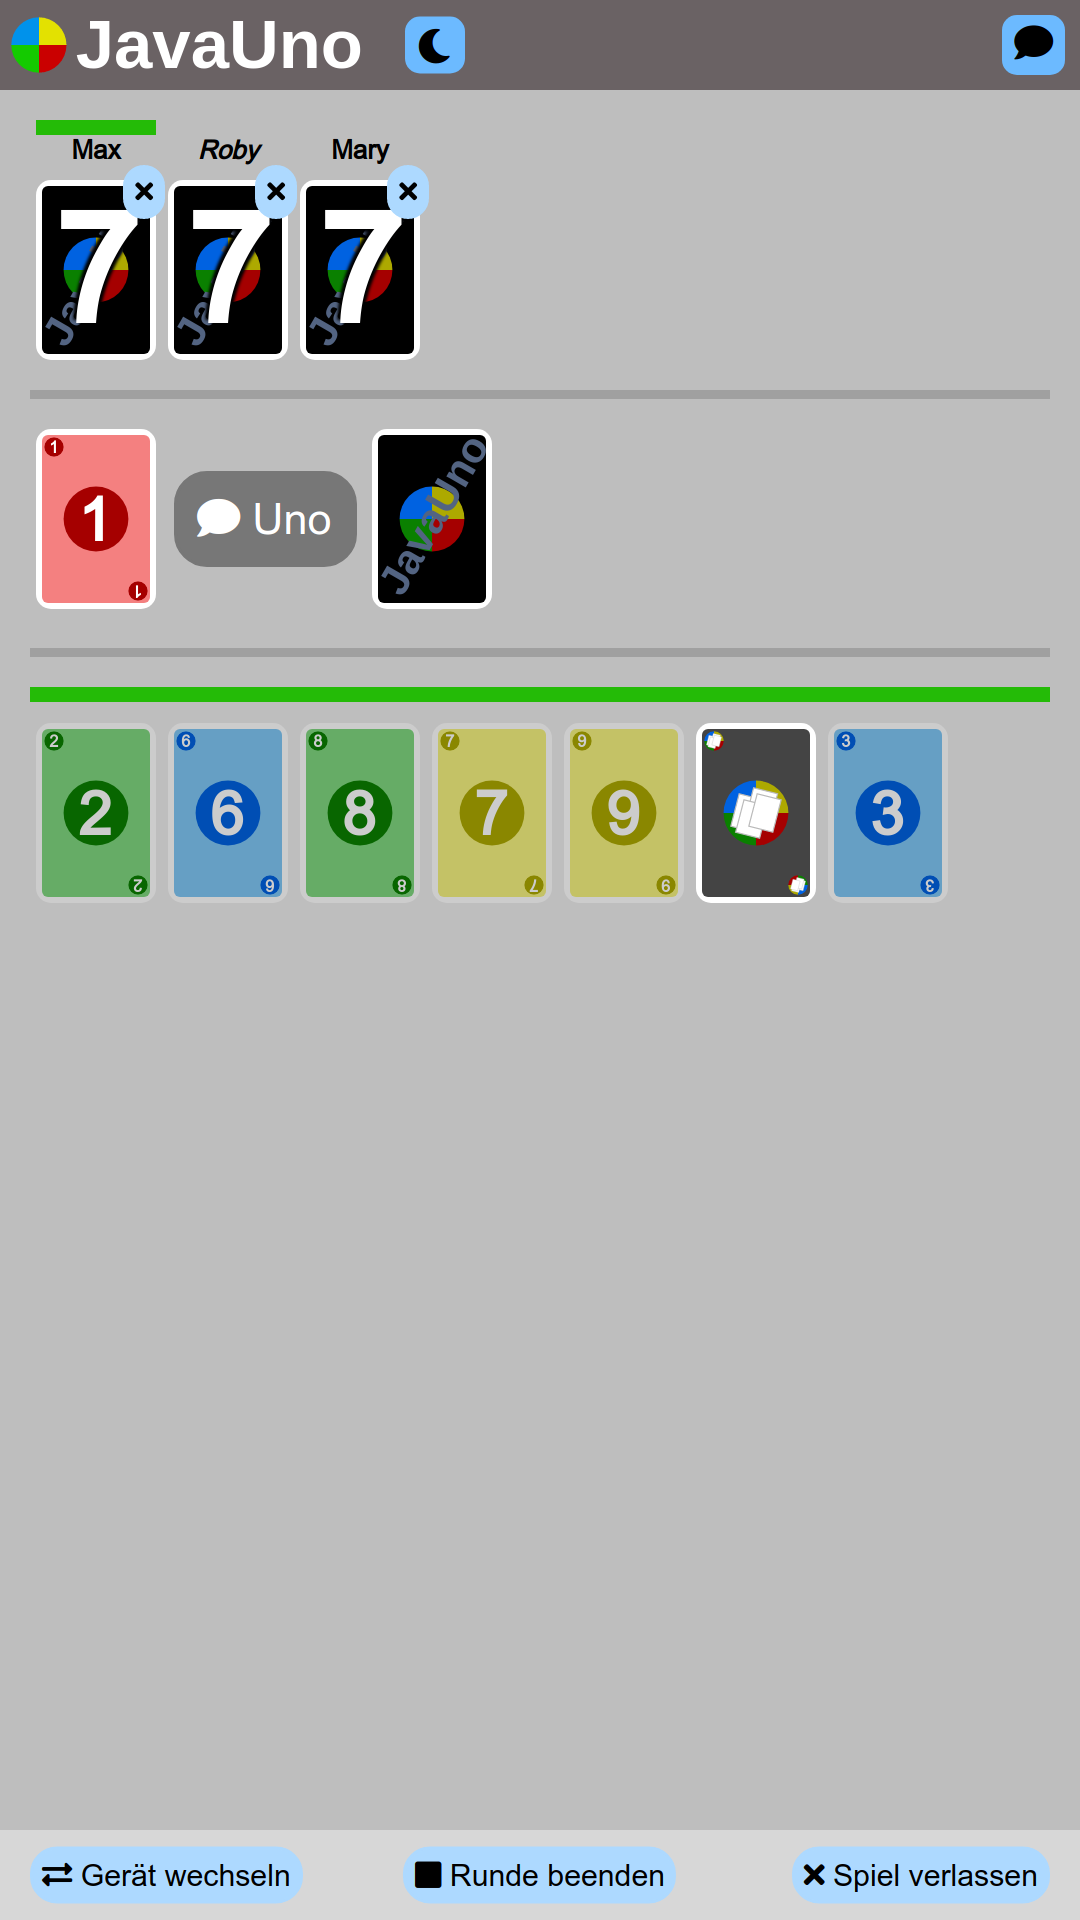 JavaUno
Max Roby Mary
7 7 7
1 1 1 Uno JavaUno
2 6 8 7 9 3
2 6 8 7 9 3
2 6 8 7 9 3
Gerät wechseln Runde beenden Spiel verlassen